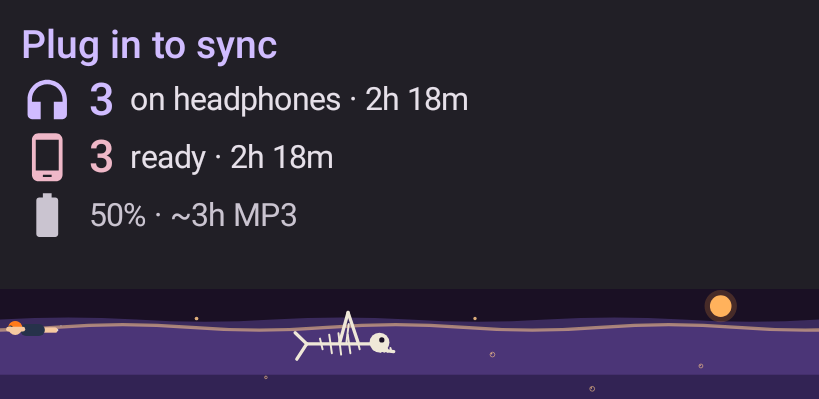 Plug in to sync
3 on headphones · 2h 18m
3 ready · 2h 18m
50% · ~3h MP3